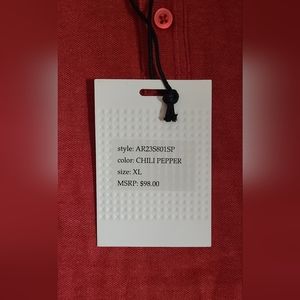 style: AR23S801SP
color: CHILI PEPPER
size: XL
MSRP: $98.00